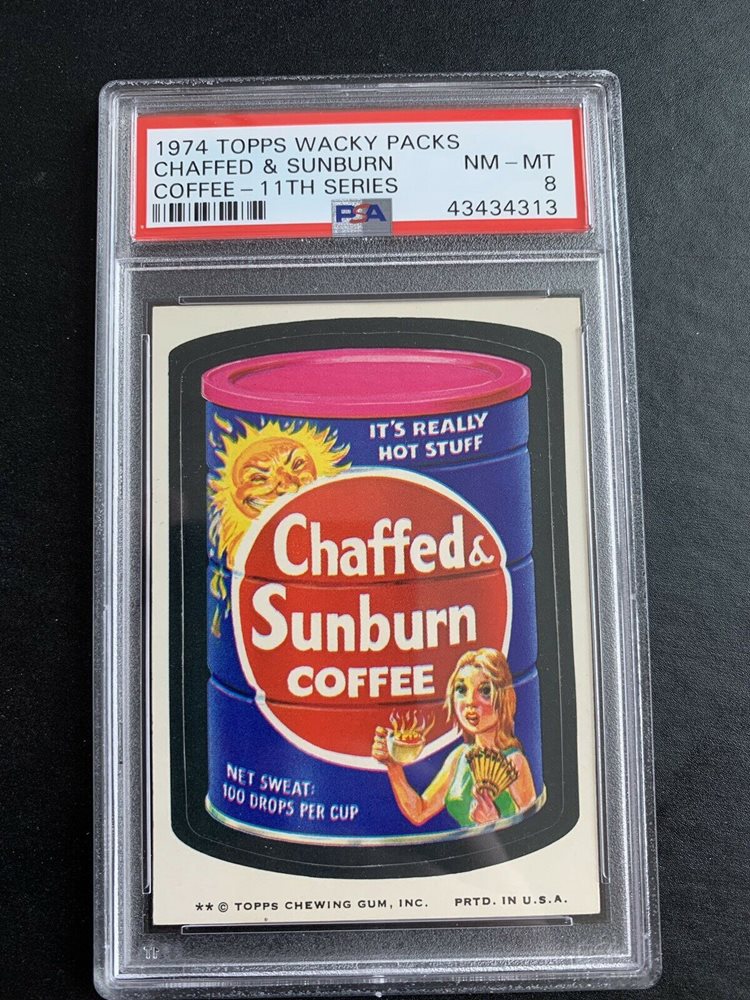 1974 TOPPS WACKY PACKS
CHAFFED & SUNBURN NM – MT
COFFEE – 11TH SERIES 8
PSA 43434313
IT'S REALLY
HOT STUFF
Chaffed &
Sunburn
COFFEE
NET SWEAT:
100 DROPS PER CUP
** © TOPPS CHEWING GUM, INC. PRTD. IN U.S.A.